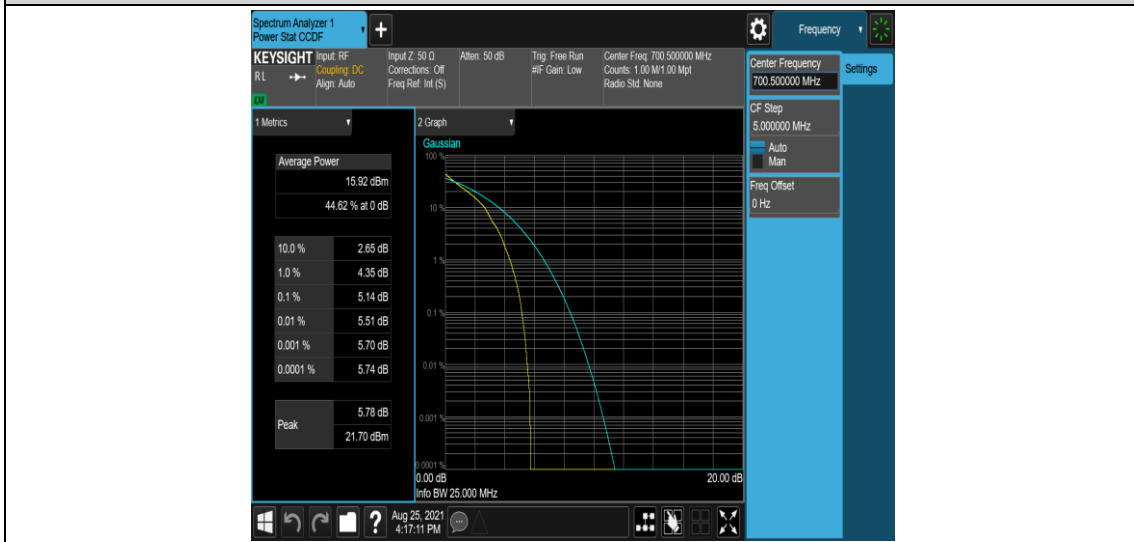 Spectrum Analyzer 1
Power Stat CCDF
+
Frequency
KEYSIGHT
Input: RF
Coupling: DC
Align: Auto
Input Z: 50 Ω
Corrections: Off
Freq Ref: Int (S)
Atten: 50 dB
Trig: Free Run
#IF Gain: Low
Center Freq: 700.500000 MHz
Counts: 1.00 M/1.00 Mpt
Radio Std: None
RL
Center Frequency
700.500000 MHz
Settings
CF Step
5.000000 MHz
Auto
Man
Freq Offset
0 Hz
1 Metrics
Average Power
15.92 dBm
44.62 % at 0 dB
10.0 % 2.65 dB
1.0 % 4.35 dB
0.1 % 5.14 dB
0.01 % 5.51 dB
0.001 % 5.70 dB
0.0001 % 5.74 dB
Peak
5.78 dB
21.70 dBm
2 Graph
Gaussian
100 %
10 %
1 %
0.1 %
0.01 %
0.001 %
0.0001 %
0.00 dB
20.00 dB
Info BW 25.000 MHz
?
Aug 25, 2021
4:17:11 PM